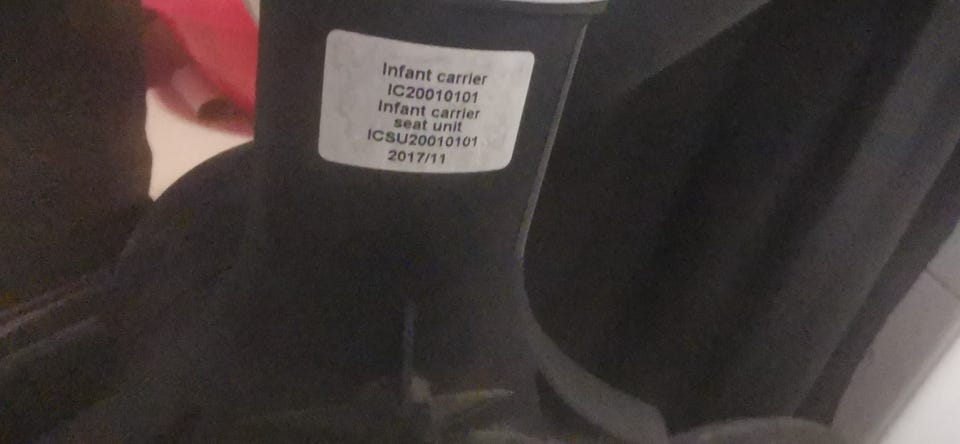 Infant carrier
IC20010101
Infant carrier
seat unit
ICSU20010101
2017/11